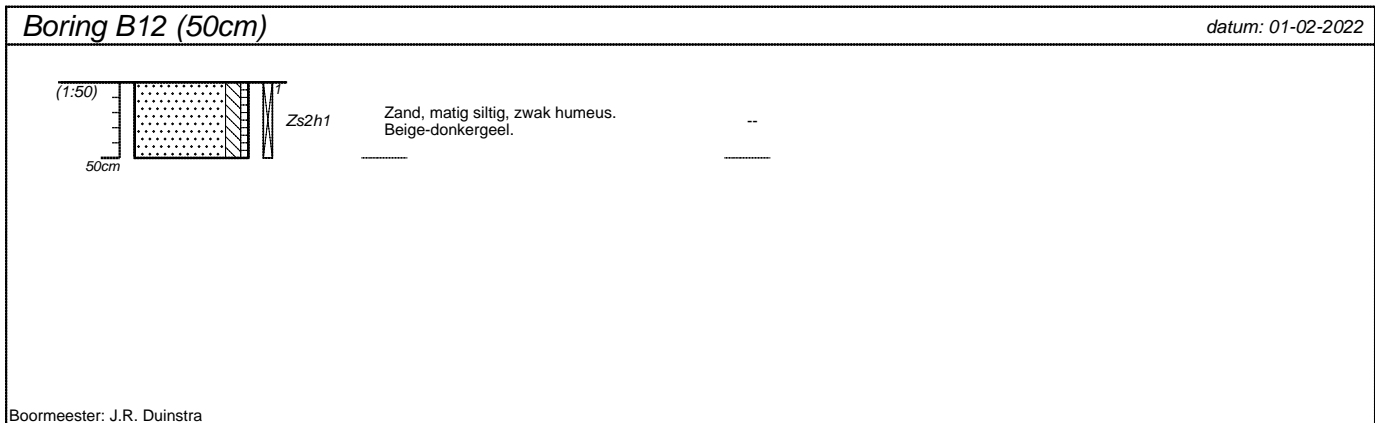 Boring B12 (50cm)
datum: 01-02-2022
(1:50)
1
Zs2h1
Zand, matig siltig, zwak humeus.
Beige-donkergeel.
--
50cm
Boormeester: J.R. Duinstra